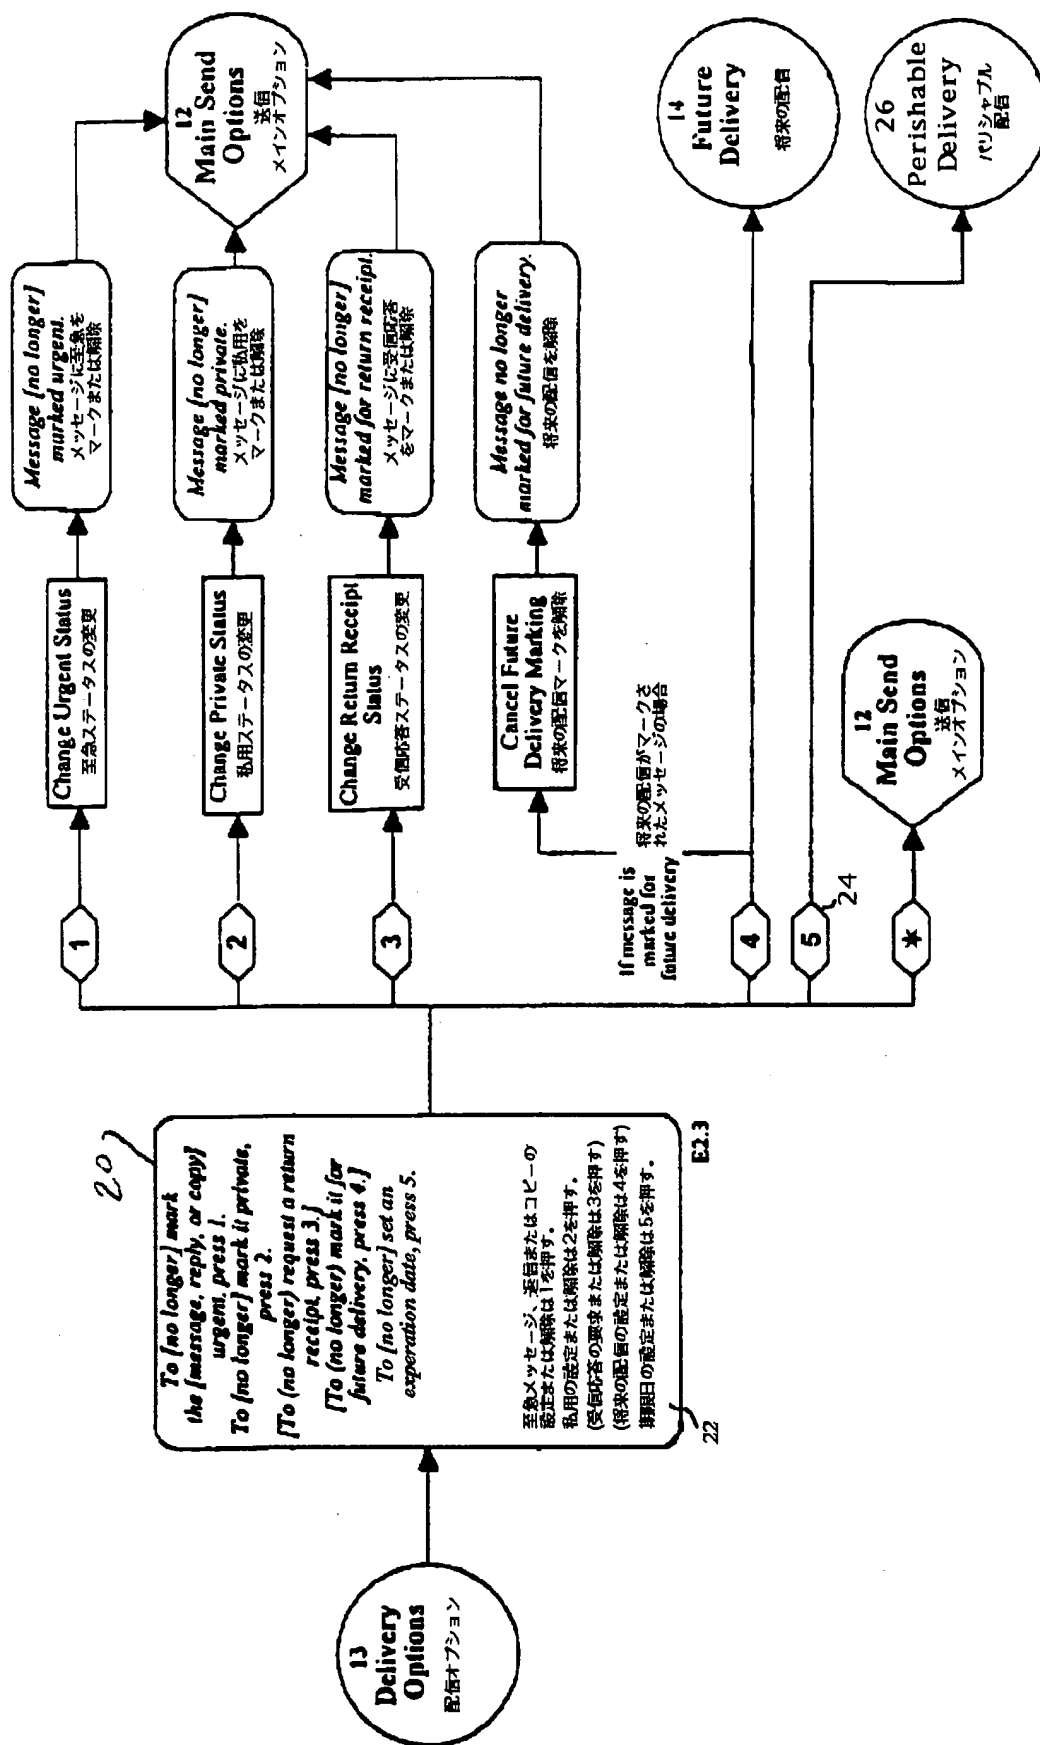 13
Delivery
Options
配信オプション
20
To [no longer] mark
the [message, reply, or copy]
urgent, press 1.
To [no longer] mark it private,
press 2.
[To (no longer) request a return
receipt, press 3.]
[To (no longer) mark it for
future delivery, press 4.]
To [no longer] set an
experation date, press 5.
至急メッセージ、返信またはコピーの
設定または解除は1を押す。
私用の設定または解除は2を押す。
(受信応答の要求または解除は3を押す)
(将来の配信の設定または解除は4を押す)
期限日の設定または解除は5を押す。
22
E2.3
1
Change Urgent Status
至急ステータスの変更
Message [no longer]
marked urgent.
メッセージに至急を
マークまたは解除
2
Change Private Status
私用ステータスの変更
Message [no longer]
marked private.
メッセージに私用を
マークまたは解除
3
Change Return Receipt
Status
受信応答ステータスの変更
Message [no longer]
marked for return receipt.
メッセージに受信応答
をマークまたは解除
12
Main Send
Options
送信
メインオプション
If message is
marked for
future delivery
将来の配信がマークさ
れたメッセージの場合
Cancel Future
Delivery Marking
将来の配信マークを解除
Message no longer
marked for future delivery.
将来の配信を解除
4
14
Future
Delivery
将来の配信
5
24
26
Perishable
Delivery
パリシャブル
配信
*
12
Main Send
Options
送信
メインオプション